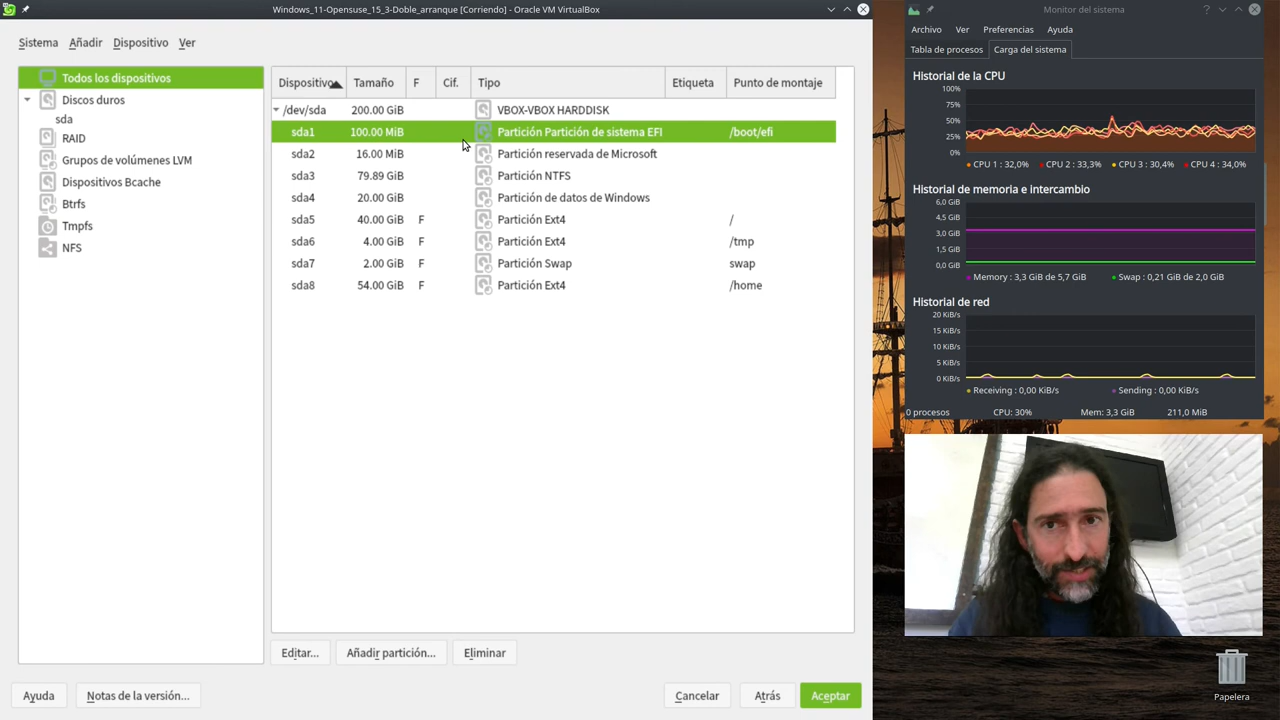 Windows_11-Opensuse_15_3-Doble_arranque [Corriendo] - Oracle VM VirtualBox
Sistema Añadir Dispositivo Ver
Todos los dispositivos
Discos duros
sda
RAID
Grupos de volúmenes LVM
Dispositivos Bcache
Btrfs
Tmpfs
NFS
Dispositivo Tamaño F Cif. Tipo Etiqueta Punto de montaje
/dev/sda 200.00 GiB VBOX-VBOX HARDDISK
sda1 100.00 MiB Partición Partición de sistema EFI /boot/efi
sda2 16.00 MiB Partición reservada de Microsoft
sda3 79.89 GiB Partición NTFS
sda4 20.00 GiB Partición de datos de Windows
sda5 40.00 GiB F Partición Ext4 /
sda6 4.00 GiB F Partición Ext4 /tmp
sda7 2.00 GiB F Partición Swap swap
sda8 54.00 GiB F Partición Ext4 /home
Editar... Añadir partición... Eliminar
Ayuda Notas de la versión... Cancelar Atrás Aceptar
Monitor del sistema
Archivo Ver Preferencias Ayuda
Tabla de procesos Carga del sistema
Historial de la CPU
100%
75%
50%
25%
0%
CPU 1 : 32,0% CPU 2 : 33,3% CPU 3 : 30,4% CPU 4 : 34,0%
Historial de memoria e intercambio
6,0 GiB
4,5 GiB
3,0 GiB
1,5 GiB
0,0 GiB
Memory : 3,3 GiB de 5,7 GiB Swap : 0,21 GiB de 2,0 GiB
Historial de red
20 KiB/s
15 KiB/s
10 KiB/s
5 KiB/s
0 KiB/s
Receiving : 0,00 KiB/s Sending : 0,00 KiB/s
0 procesos CPU: 30% Mem: 3,3 GiB 211,0 MiB
Papelera